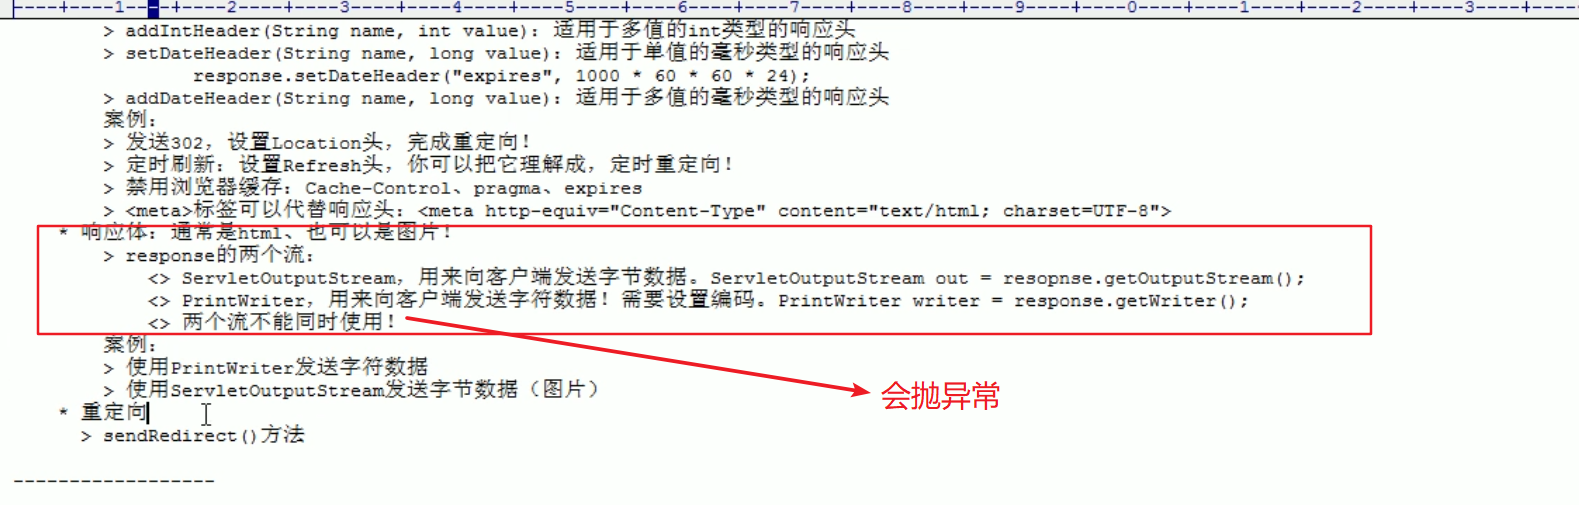 ----+----1----+----2----+----3----+----4----+----5----+----6----+----7----+----8----+----9----+----0----+----1----+----2----+----3----+----
> addIntHeader(String name, int value)：适用于多值的int类型的响应头
> setDateHeader(String name, long value)：适用于单值的毫秒类型的响应头
response.setDateHeader("expires", 1000 * 60 * 60 * 24);
> addDateHeader(String name, long value)：适用于多值的毫秒类型的响应头
案例：
> 发送302，设置Location头，完成重定向！
> 定时刷新：设置Refresh头，你可以把它理解成，定时重定向！
> 禁用浏览器缓存：Cache-Control、pragma、expires
> <meta>标签可以代替响应头：<meta http-equiv="Content-Type" content="text/html; charset=UTF-8">
* 响应体：通常是html、也可以是图片！
> response的两个流：
<> ServletOutputStream，用来向客户端发送字节数据。ServletOutputStream out = resopnse.getOutputStream();
<> PrintWriter，用来向客户端发送字符数据！需要设置编码。PrintWriter writer = response.getWriter();
<> 两个流不能同时使用！
案例：
> 使用PrintWriter发送字符数据
> 使用ServletOutputStream发送字节数据（图片）
会抛异常
* 重定向
> sendRedirect()方法
------------------